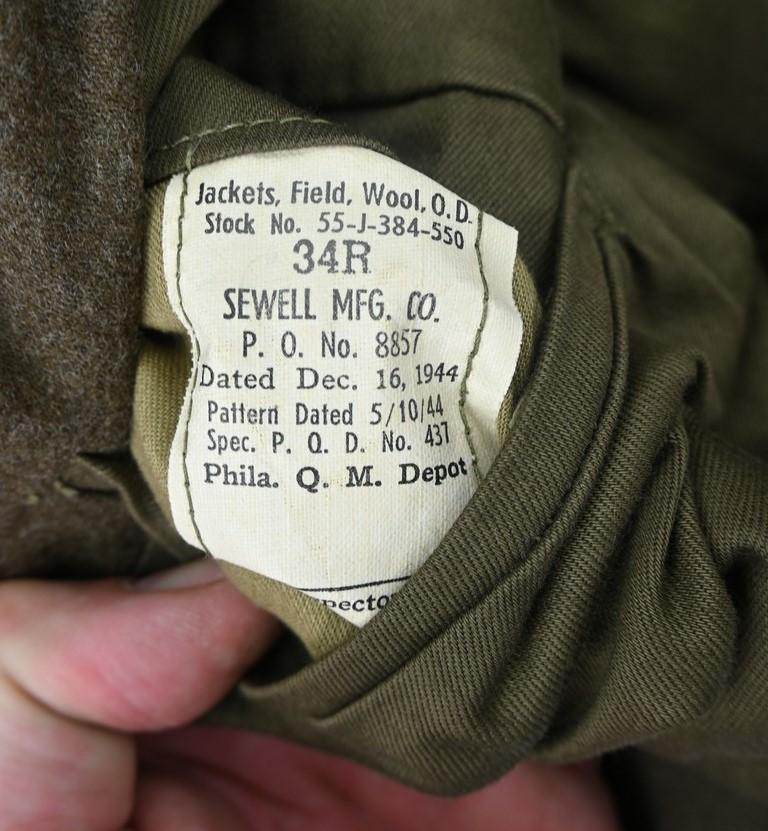 Jackets, Field, Wool, O.D.
Stock No. 55-J-384-550
34R
SEWELL MFG. CO.
P. O. No. 8857
Dated Dec. 16, 1944
Pattern Dated 5/10/44
Spec. P. Q. D. No. 437
Phila. Q. M. Depot